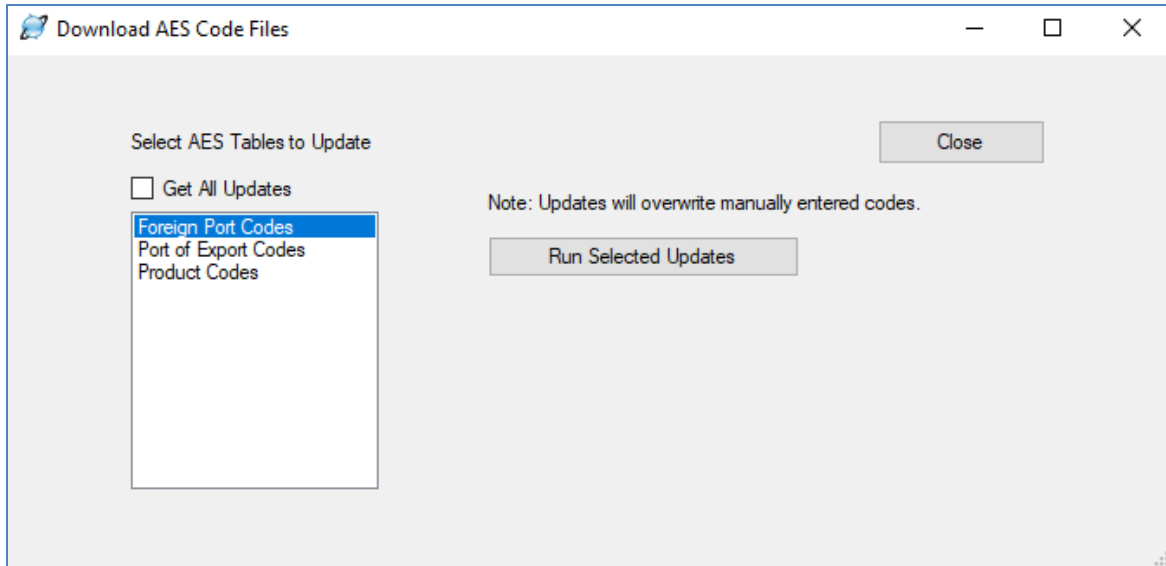 Download AES Code Files
Select AES Tables to Update
Close
Get All Updates
Note: Updates will overwrite manually entered codes.
Foreign Port Codes
Port of Export Codes
Product Codes
Run Selected Updates